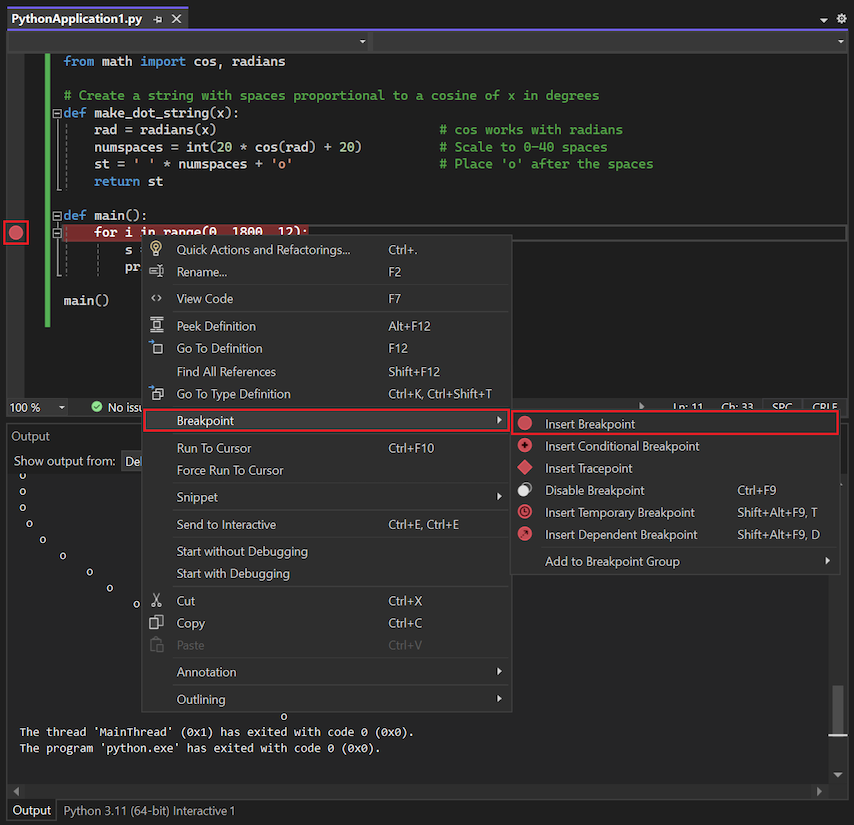 PythonApplication1.py
from math import cos, radians
# Create a string with spaces proportional to a cosine of x in degrees
def make_dot_string(x):
rad = radians(x) # cos works with radians
numspaces = int(20 * cos(rad) + 20) # Scale to 0-40 spaces
st = ' ' * numspaces + 'o' # Place 'o' after the spaces
return st
def main():
for i in range(0, 1800, 12):
s
pr
main()
Quick Actions and Refactorings... Ctrl+.
Rename... F2
View Code F7
Peek Definition Alt+F12
Go To Definition F12
Find All References Shift+F12
Go To Type Definition Ctrl+K, Ctrl+Shift+T
Breakpoint
Run To Cursor Ctrl+F10
Force Run To Cursor
Snippet
Send to Interactive Ctrl+E, Ctrl+E
Start without Debugging
Start with Debugging
Cut Ctrl+X
Copy Ctrl+C
Paste Ctrl+V
Annotation
Outlining
Insert Breakpoint
Insert Conditional Breakpoint
Insert Tracepoint
Disable Breakpoint Ctrl+F9
Insert Temporary Breakpoint Shift+Alt+F9, T
Insert Dependent Breakpoint Shift+Alt+F9, D
Add to Breakpoint Group
100 % No issu Ln: 11 Ch: 33 SPC CRLF
Output
Show output from: De
o
o
o
o
o
o
o
o
o
o
The thread 'MainThread' (0x1) has exited with code 0 (0x0).
The program 'python.exe' has exited with code 0 (0x0).
Output Python 3.11 (64-bit) Interactive 1